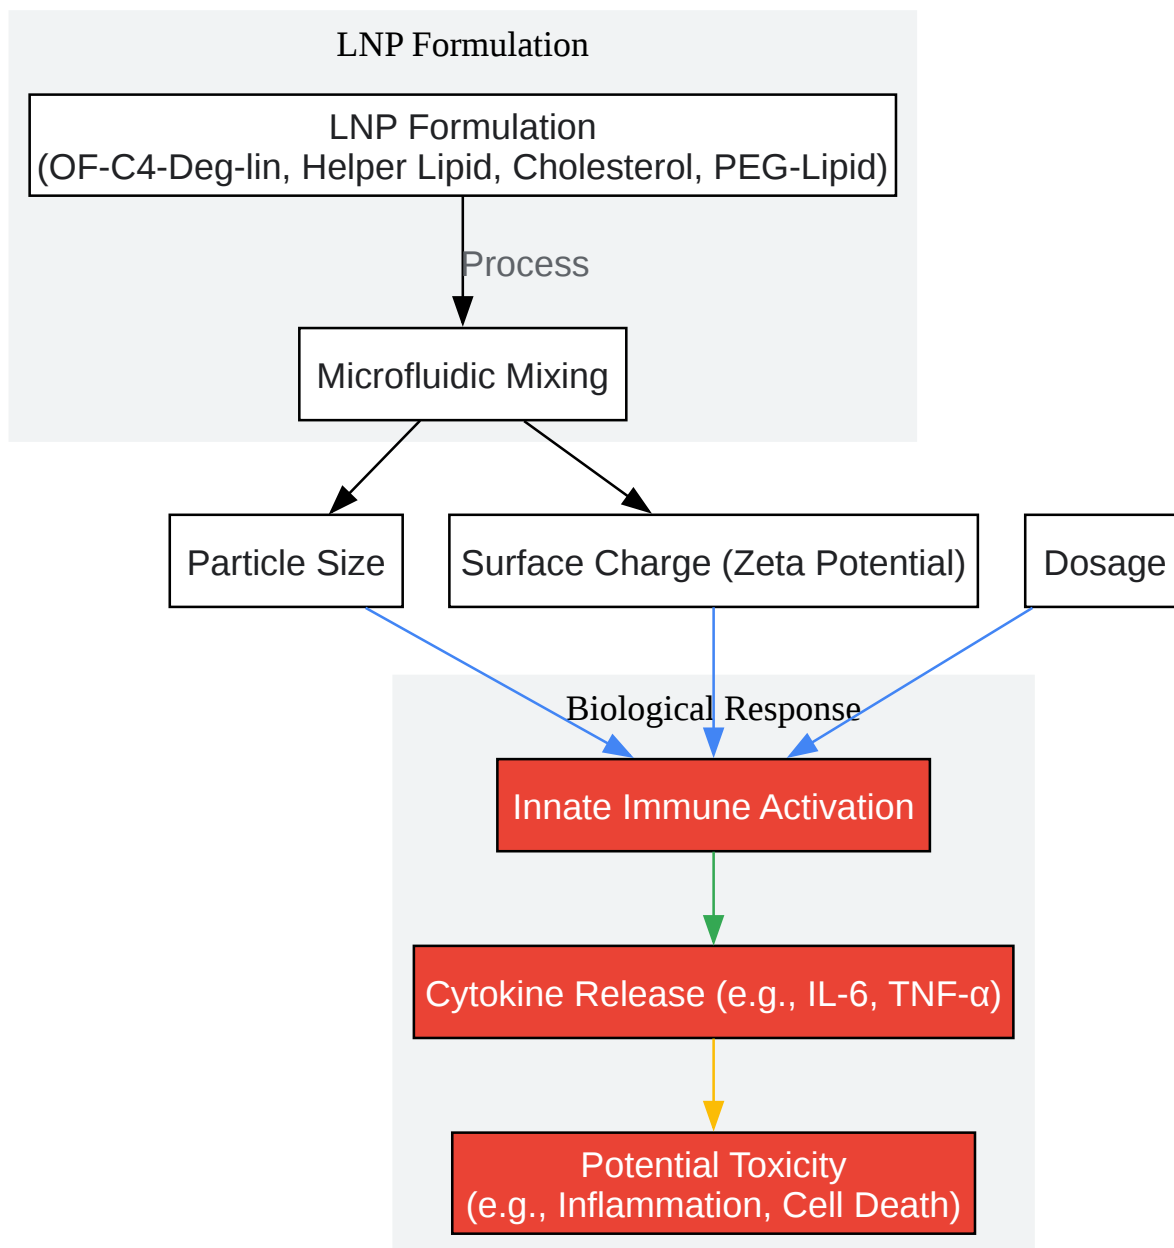 LNP Formulation
LNP Formulation
(OF-C4-Deg-lin, Helper Lipid, Cholesterol, PEG-Lipid)
Process
Microfluidic Mixing
Particle Size
Surface Charge (Zeta Potential)
Dosage
Biological Response
Innate Immune Activation
Cytokine Release (e.g., IL-6, TNF-α)
Potential Toxicity
(e.g., Inflammation, Cell Death)